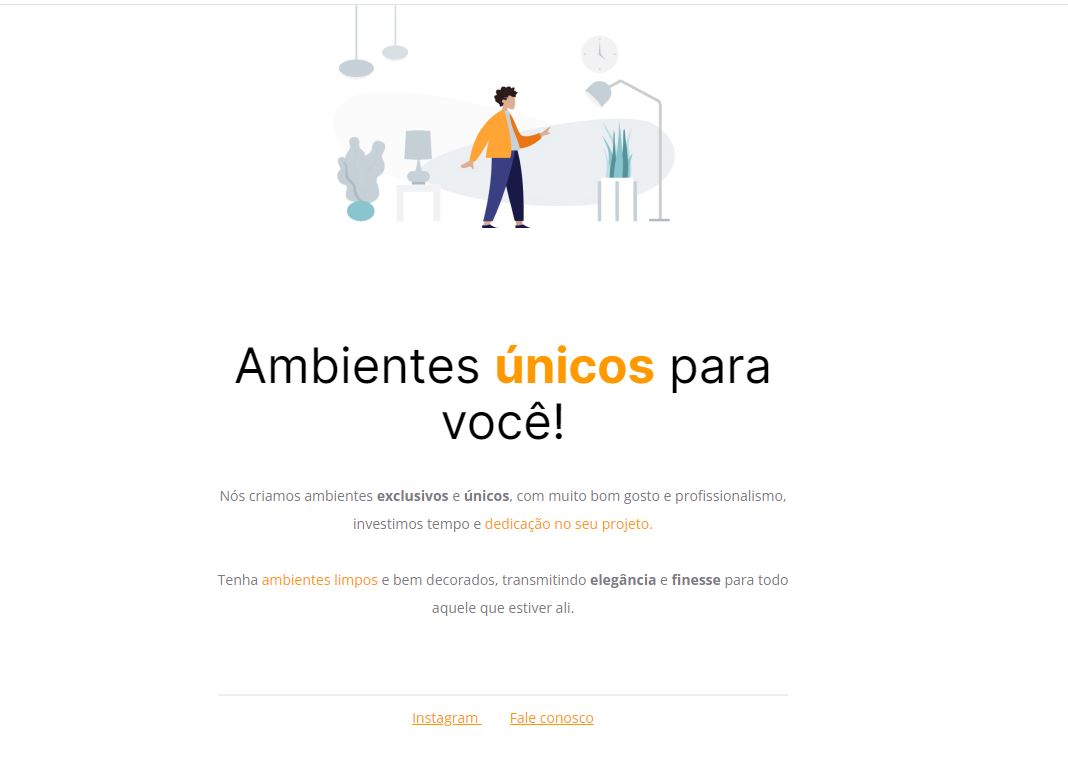 Ambientes únicos para
você!
Nós criamos ambientes exclusivos e únicos, com muito bom gosto e profissionalismo,
investimos tempo e dedicação no seu projeto.
Tenha ambientes limpos e bem decorados, transmitindo elegância e finesse para todo
aquele que estiver ali.
Instagram Fale conosco